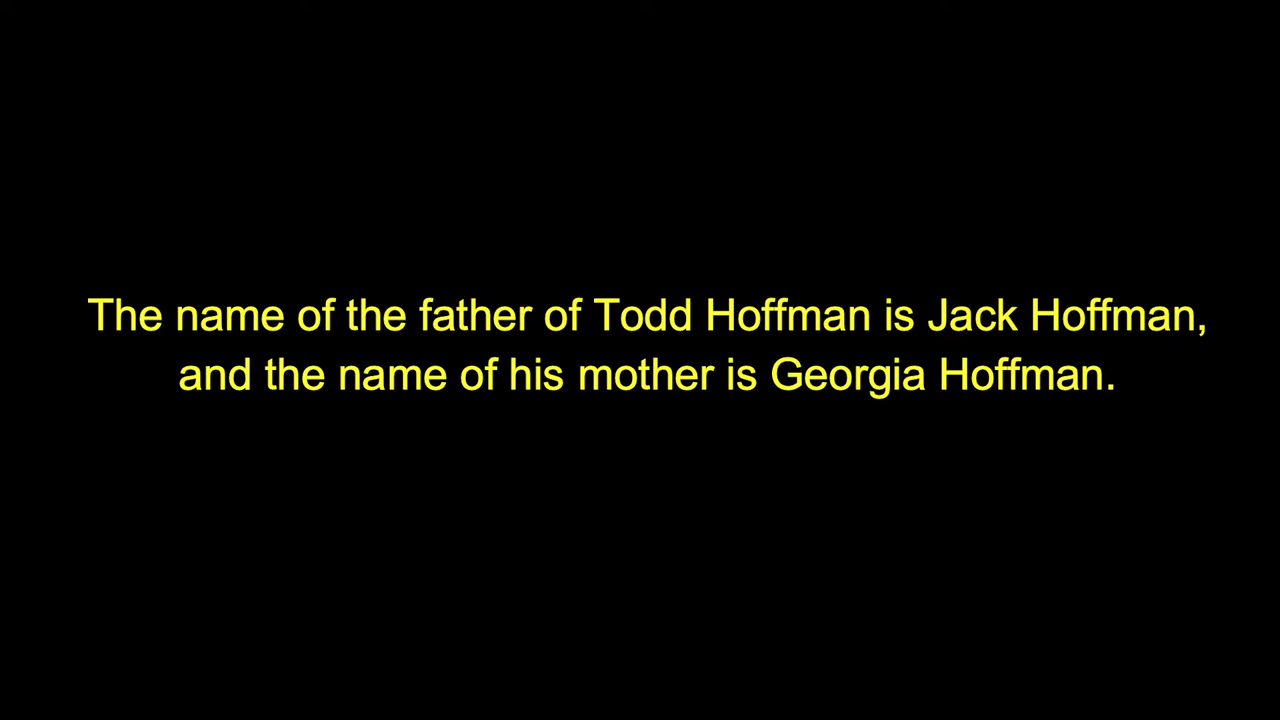 The name of the father of Todd Hoffman is Jack Hoffman,
and the name of his mother is Georgia Hoffman.